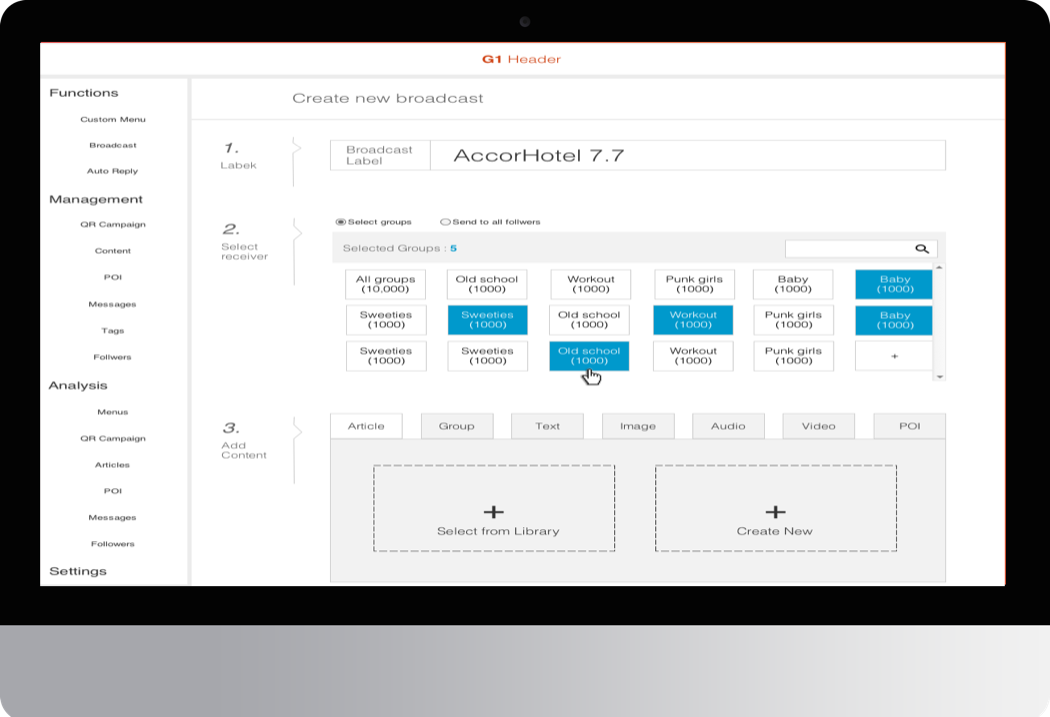 G1 Header
Functions
Custom Menu
Broadcast
Auto Reply
Management
QR Campaign
Content
POI
Messages
Tags
Follwers
Analysis
Menus
QR Campaign
Articles
POI
Messages
Followers
Settings
Create new broadcast
1.
Labek
Broadcast
Label
AccorHotel 7.7
2.
Select
receiver
Select groups
Send to all follwers
Selected Groups : 5
All groups
(10,000)
Old school
(1000)
Workout
(1000)
Punk girls
(1000)
Baby
(1000)
Baby
(1000)
Sweeties
(1000)
Sweeties
(1000)
Old school
(1000)
Workout
(1000)
Punk girls
(1000)
Baby
(1000)
Sweeties
(1000)
Sweeties
(1000)
Old school
(1000)
Workout
(1000)
Punk girls
(1000)
+
3.
Add
Content
Article
Group
Text
Image
Audio
Video
POI
+
Select from Library
+
Create New